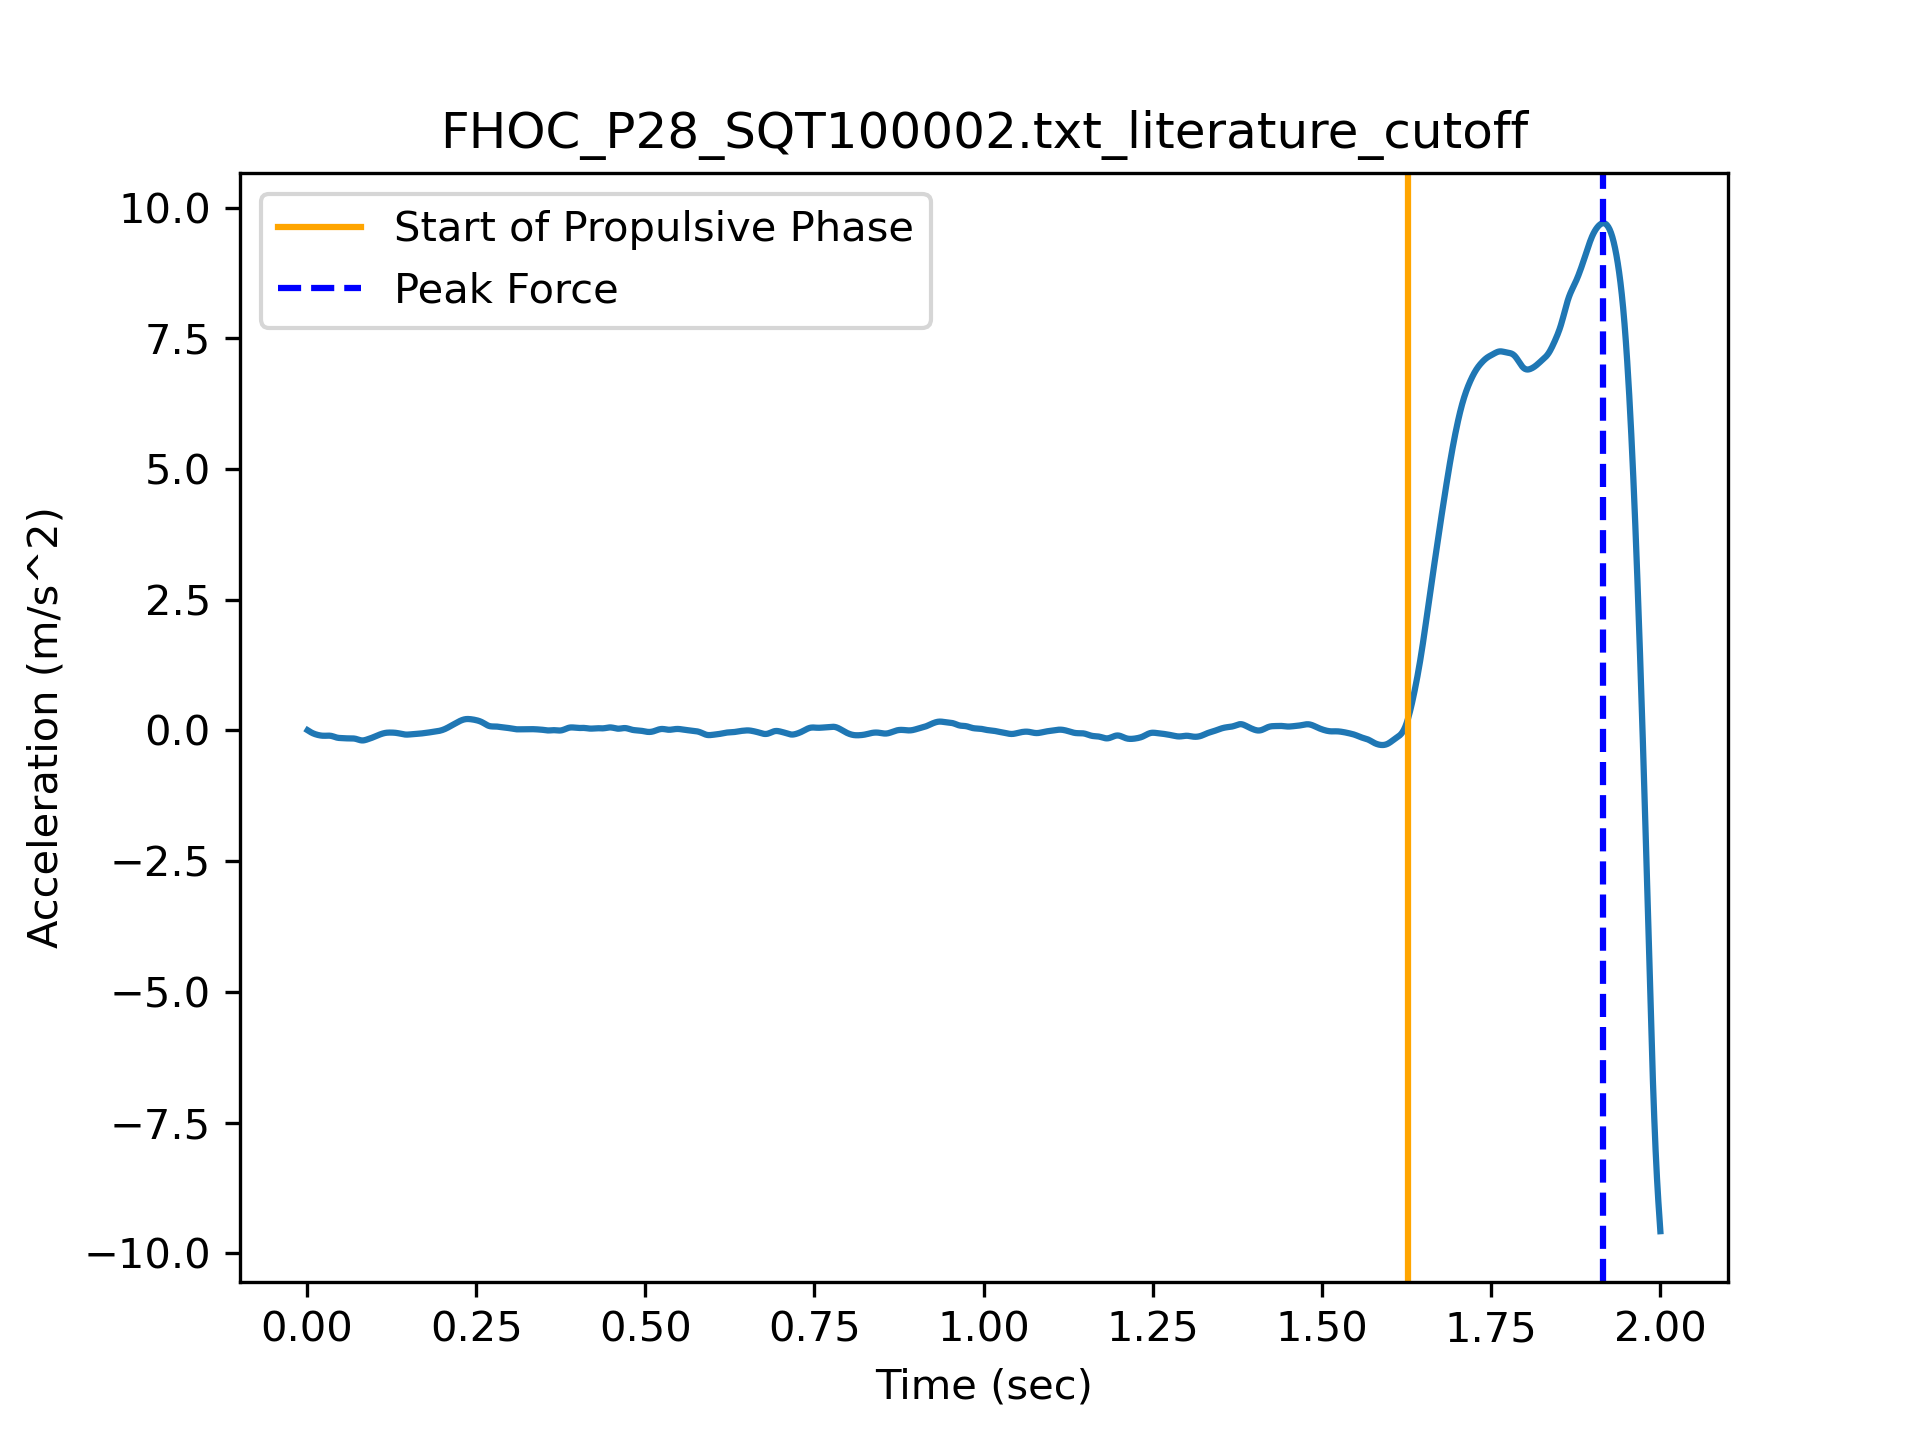 FHOC_P28_SQT100002.txt_literature_cutoff
Start of Propulsive Phase
Peak Force
10.0
7.5
5.0
2.5
0.0
−2.5
−5.0
−7.5
−10.0
Acceleration (m/s^2)
0.00 0.25 0.50 0.75 1.00 1.25 1.50 1.75 2.00
Time (sec)